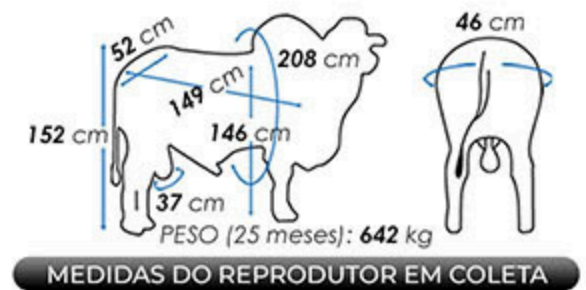 52 cm
46 cm
208 cm
149 cm
152 cm
146 cm
37 cm
PESO (25 meses): 642 kg
MEDIDAS DO REPRODUTOR EM COLETA